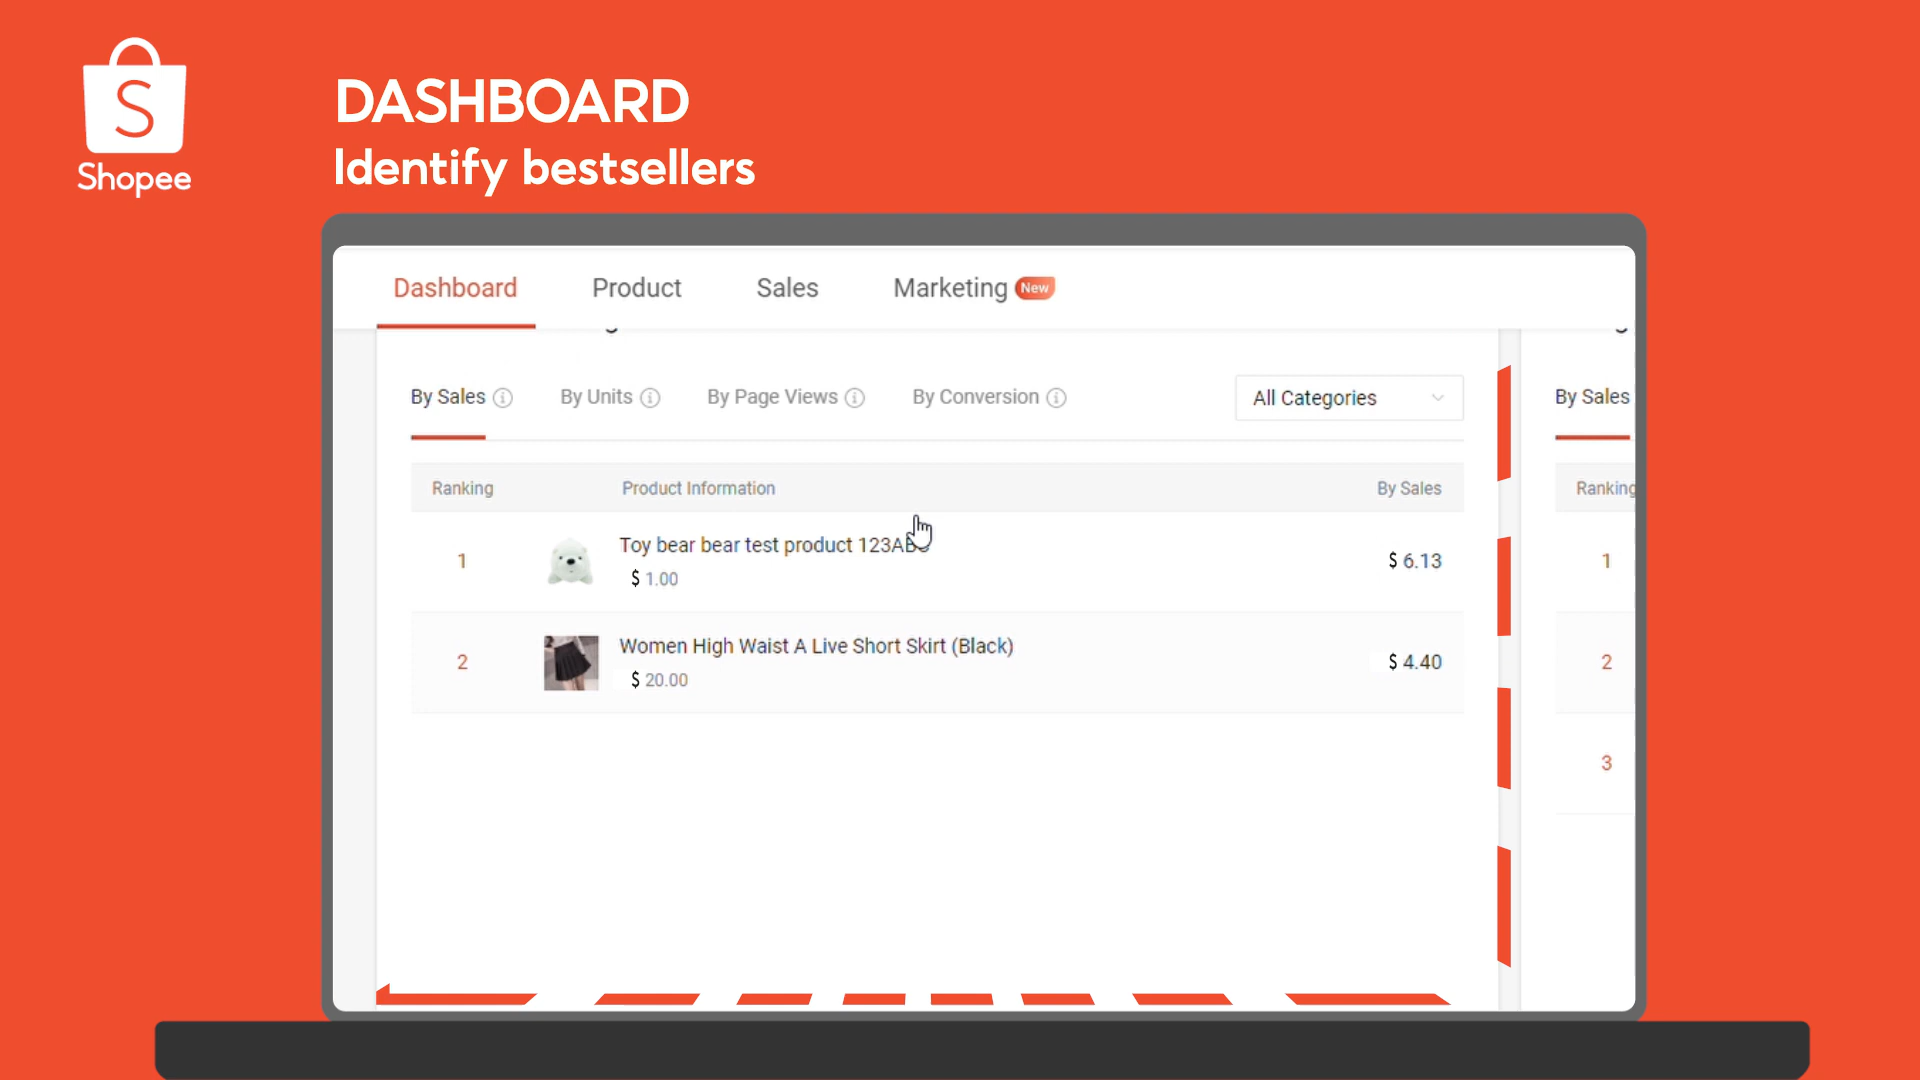 S
Shopee
DASHBOARD
Identify bestsellers
Dashboard Product Sales Marketing New
By Sales By Units By Page Views By Conversion All Categories By Sales
Ranking Product Information By Sales Ranking
1 Toy bear bear test product $ 6.13 1
$ 1.00
2 Women High Waist A Live Short Skirt (Black) $ 4.40 2
$ 20.00
3